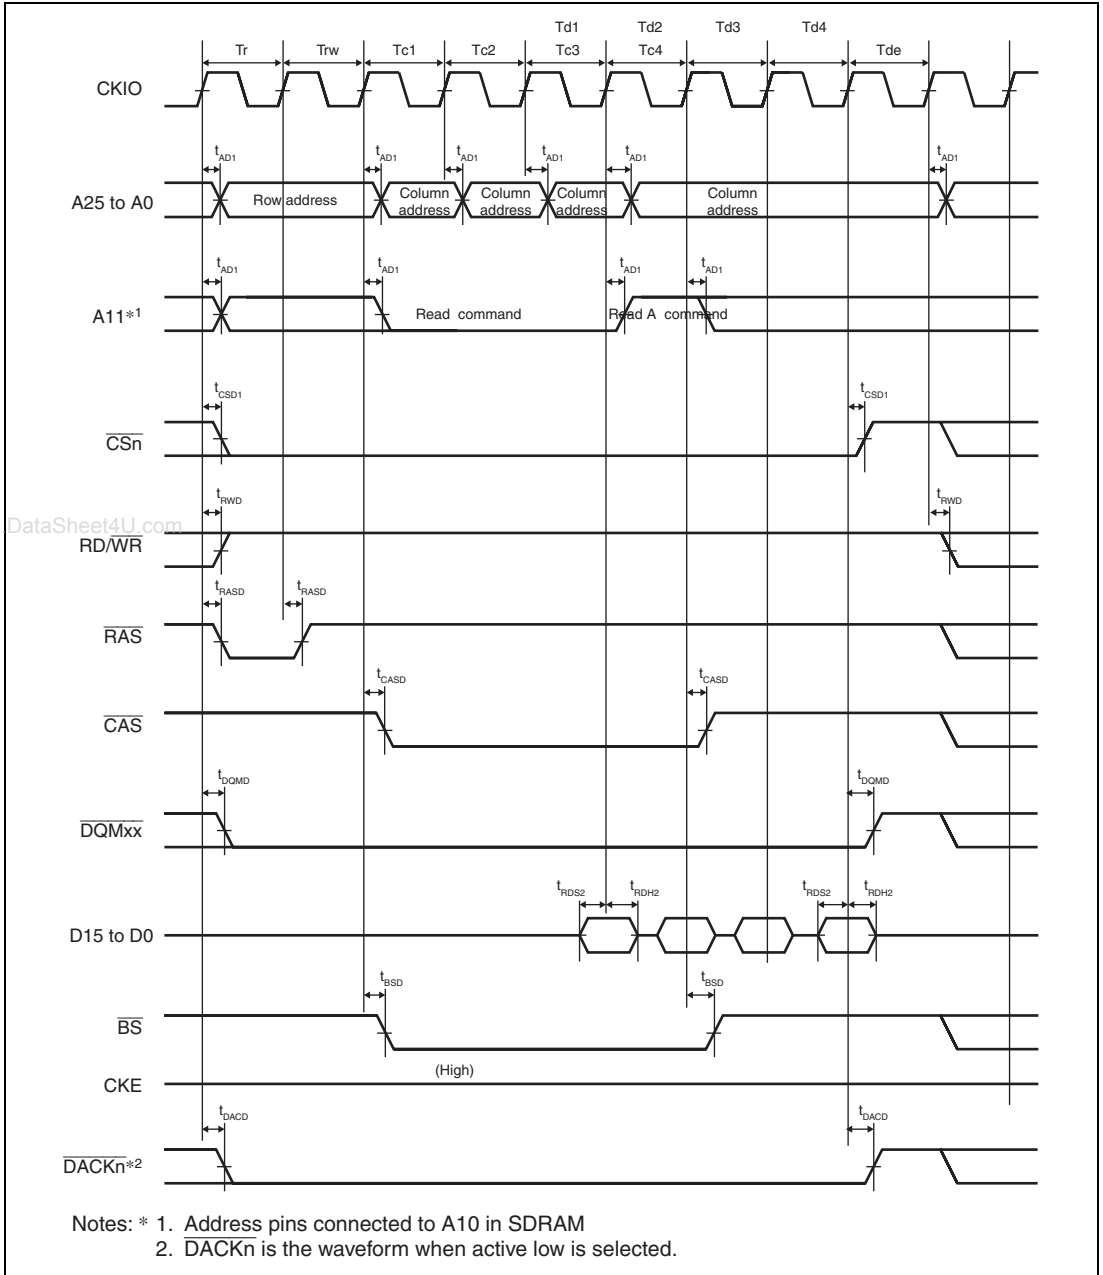 Td1 Td2 Td3 Td4
Tr Trw Tc1 Tc2 Tc3 Tc4 Tde
CKIO
tAD1 tAD1 tAD1 tAD1 tAD1 tAD1
A25 to A0
Row address
Column address
Column address
Column address
Column address
tAD1 tAD1 tAD1 tAD1
A11*1
Read command
Read A command
tCSD1 tCSD1
CSn
tRWD tRWD
DataSheet4U.com
RD/WR
tRASD tRASD
RAS
tCASD tCASD
CAS
tDQMD tDQMD
DQMxx
tRDS2 tRDH2 tRDS2 tRDH2
D15 to D0
tBSD tBSD
BS
(High)
CKE
tDACD tDACD
DACKn*2
Notes: * 1. Address pins connected to A10 in SDRAM
2. DACKn is the waveform when active low is selected.